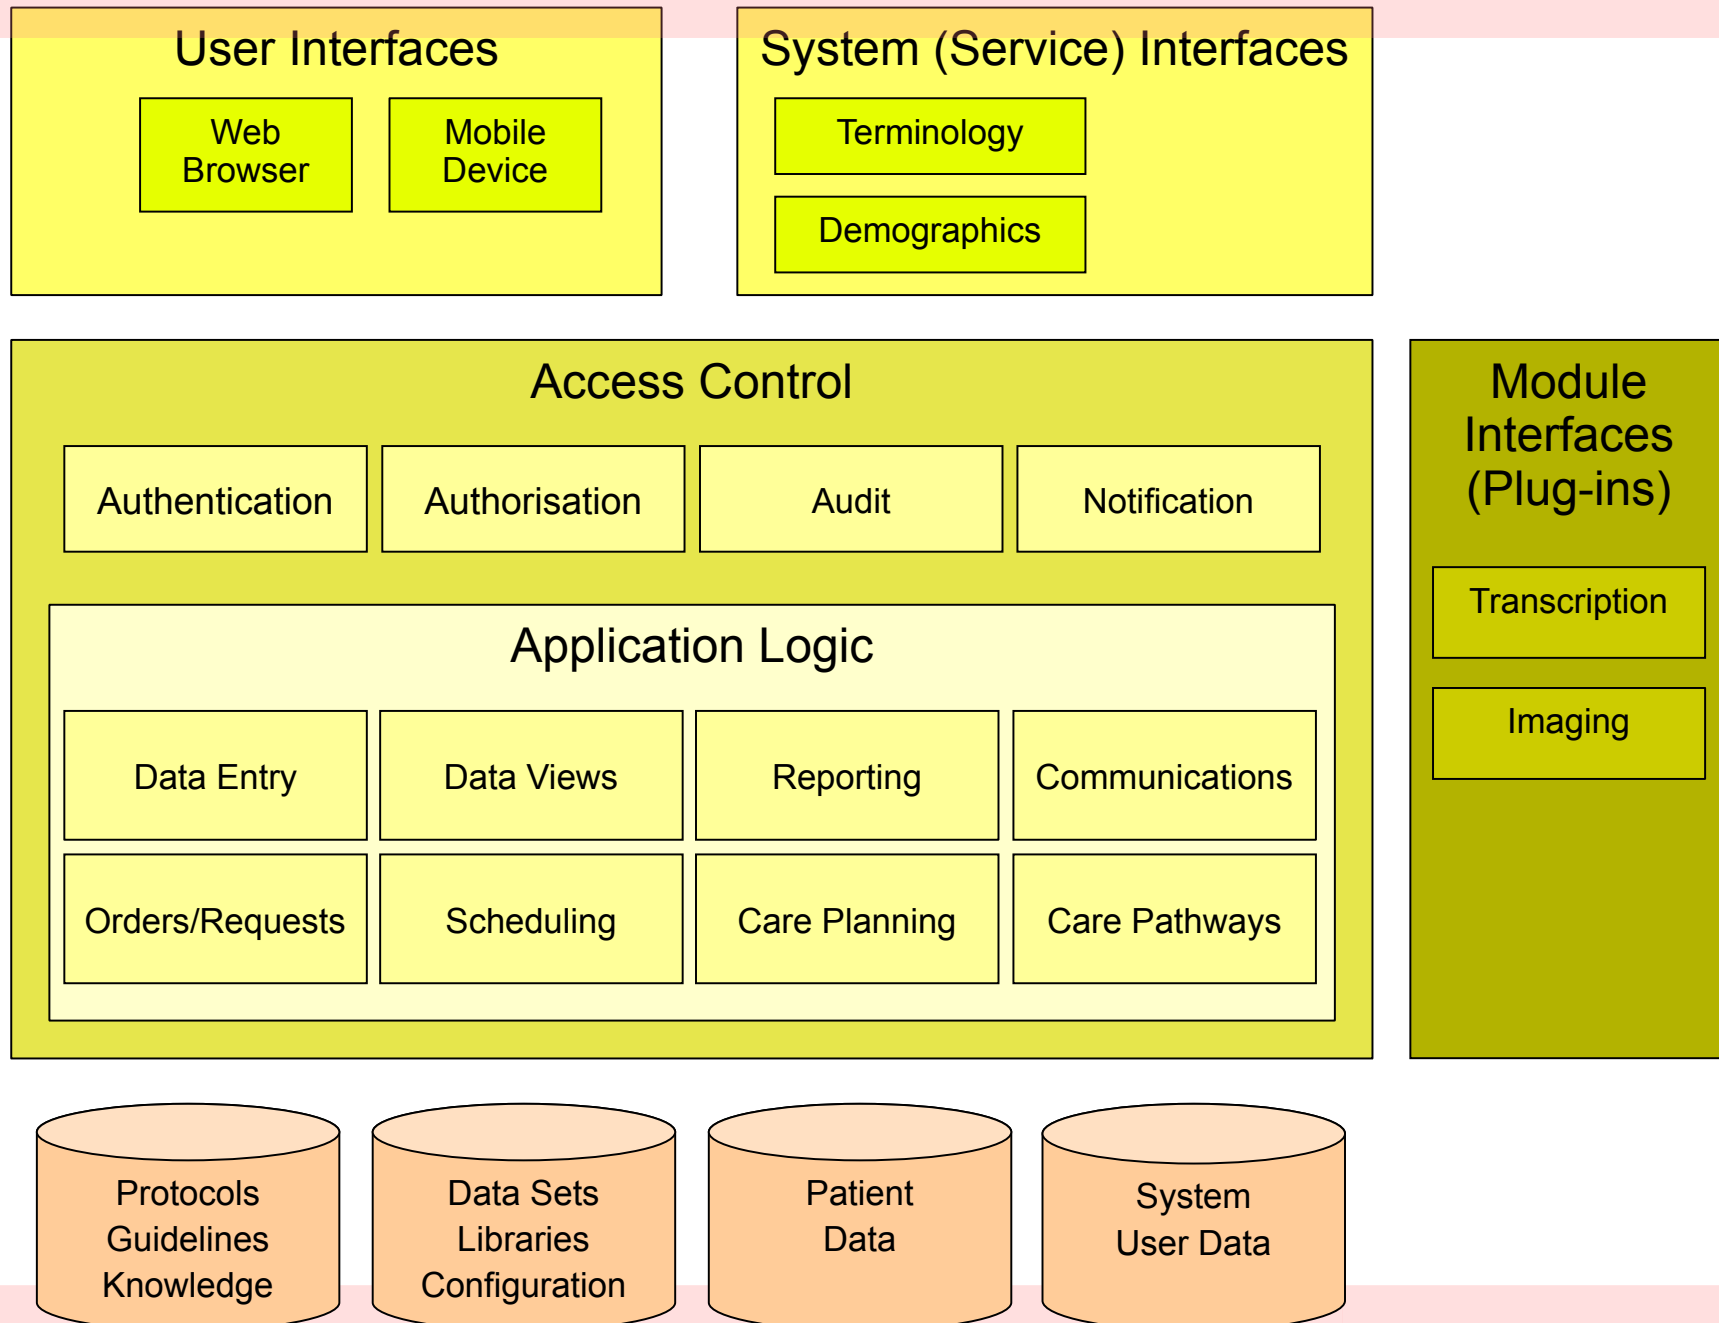 User Interfaces
Web
Browser
Mobile
Device
System (Service) Interfaces
Terminology
Demographics
Access Control
Authentication
Authorisation
Audit
Notification
Application Logic
Data Entry
Data Views
Reporting
Communications
Orders/Requests
Scheduling
Care Planning
Care Pathways
Module
Interfaces
(Plug-ins)
Transcription
Imaging
Protocols
Guidelines
Knowledge
Data Sets
Libraries
Configuration
Patient
Data
System
User Data